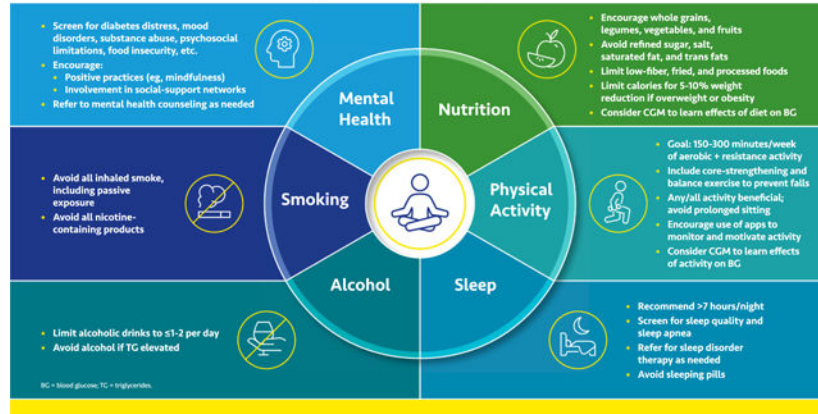 • Screen for diabetes distress, mood
disorders, substance abuse, psychosocial
limitations, food insecurity, etc.
• Encourage:
• Positive practices (eg, mindfulness)
• Involvement in social-support networks
• Refer to mental health counseling as needed
Mental
Health
Nutrition
• Encourage whole grains,
legumes, vegetables, and fruits
• Avoid refined sugar, salt,
saturated fat, and trans fats
• Limit low-fiber, fried, and processed foods
• Limit calories for 5-10% weight
reduction if overweight or obesity
• Consider CGM to learn effects of diet on BG
• Avoid all inhaled smoke,
including passive
exposure
• Avoid all nicotine-
containing products
Smoking
Physical
Activity
• Goal: 150-300 minutes/week
of aerobic + resistance activity
• Include core-strengthening and
balance exercise to prevent falls
• Any/all activity beneficial;
avoid prolonged sitting
• Encourage use of apps to
monitor and motivate activity
• Consider CGM to learn effects
of activity on BG
• Limit alcoholic drinks to ≤1-2 per day
• Avoid alcohol if TG elevated
Alcohol
Sleep
• Recommend >7 hours/night
• Screen for sleep quality and
sleep apnea
• Refer for sleep disorder
therapy as needed
• Avoid sleeping pills
BG = blood glucose; TG = triglycerides.